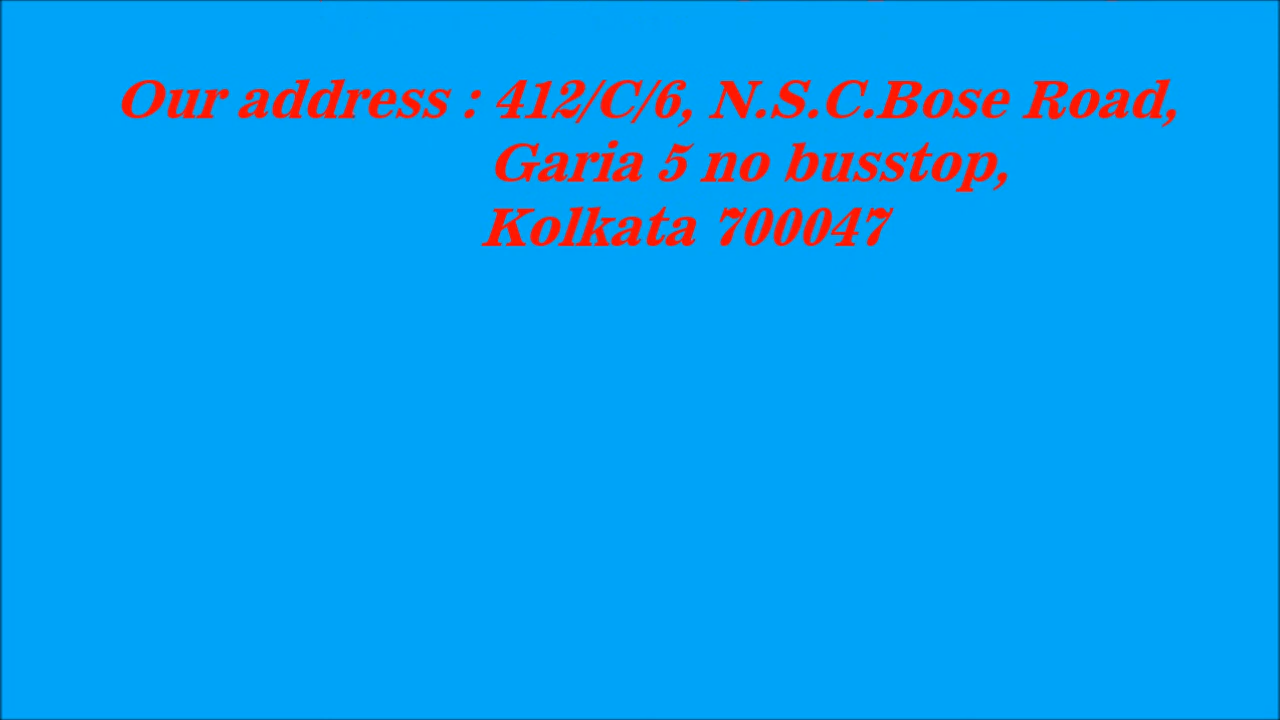 Our address : 412/C/6, N.S.C.Bose Road,
Garia 5 no busstop,
Kolkata 700047